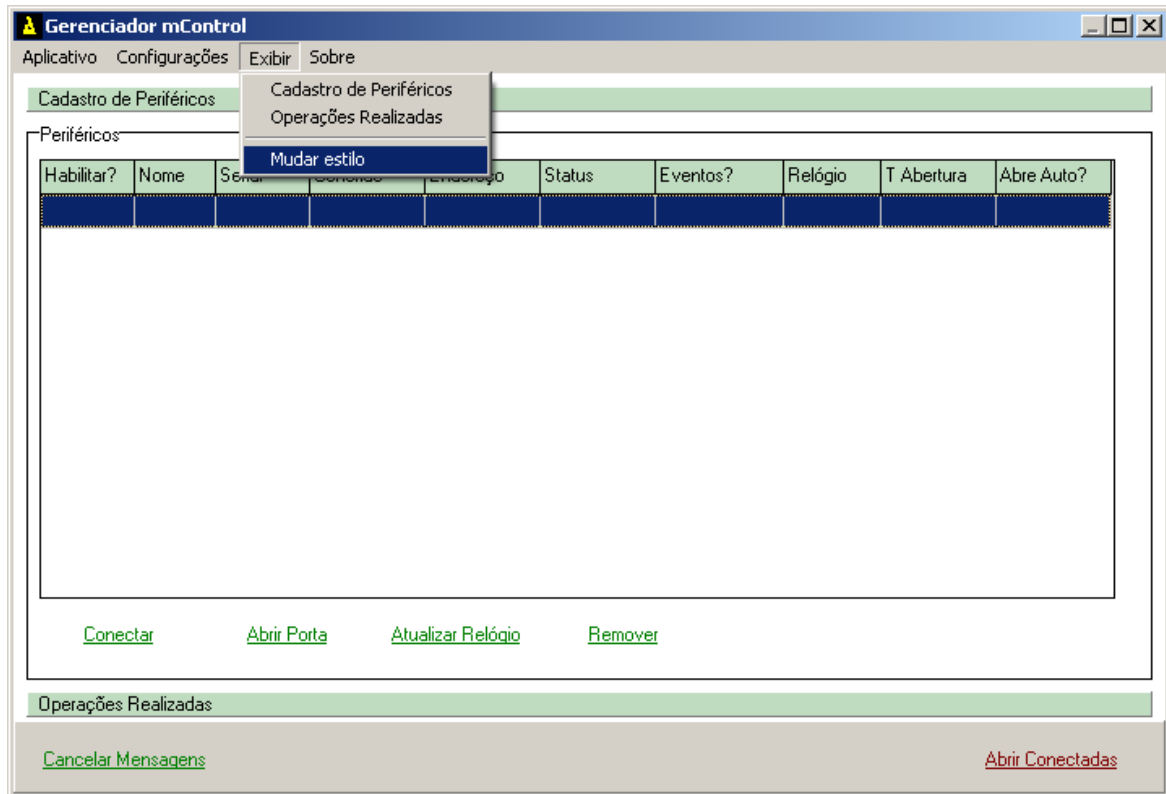 Gerenciador mControl
Aplicativo Configurações Exibir Sobre
Cadastro de Periféricos
Operações Realizadas
Mudar estilo
Cadastro de Periféricos
Periféricos
Habilitar? Nome Status Eventos? Relógio T Abertura Abre Auto?
Conectar Abrir Porta Atualizar Relógio Remover
Operações Realizadas
Cancelar Mensagens Abrir Conectadas